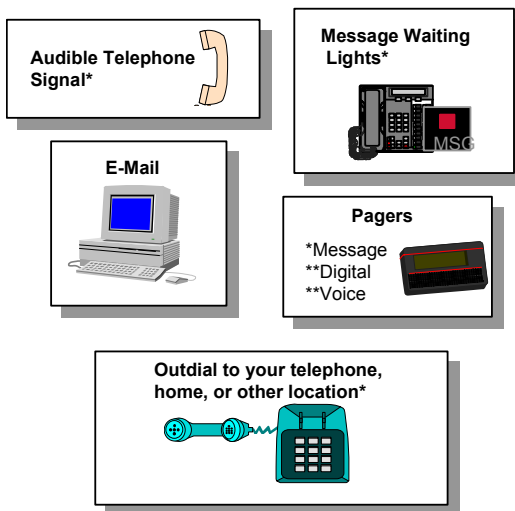 Audible Telephone
Signal*
Message Waiting
Lights*
MSG
E-Mail
Pagers
*Message
**Digital
**Voice
Outdial to your telephone,
home, or other location*